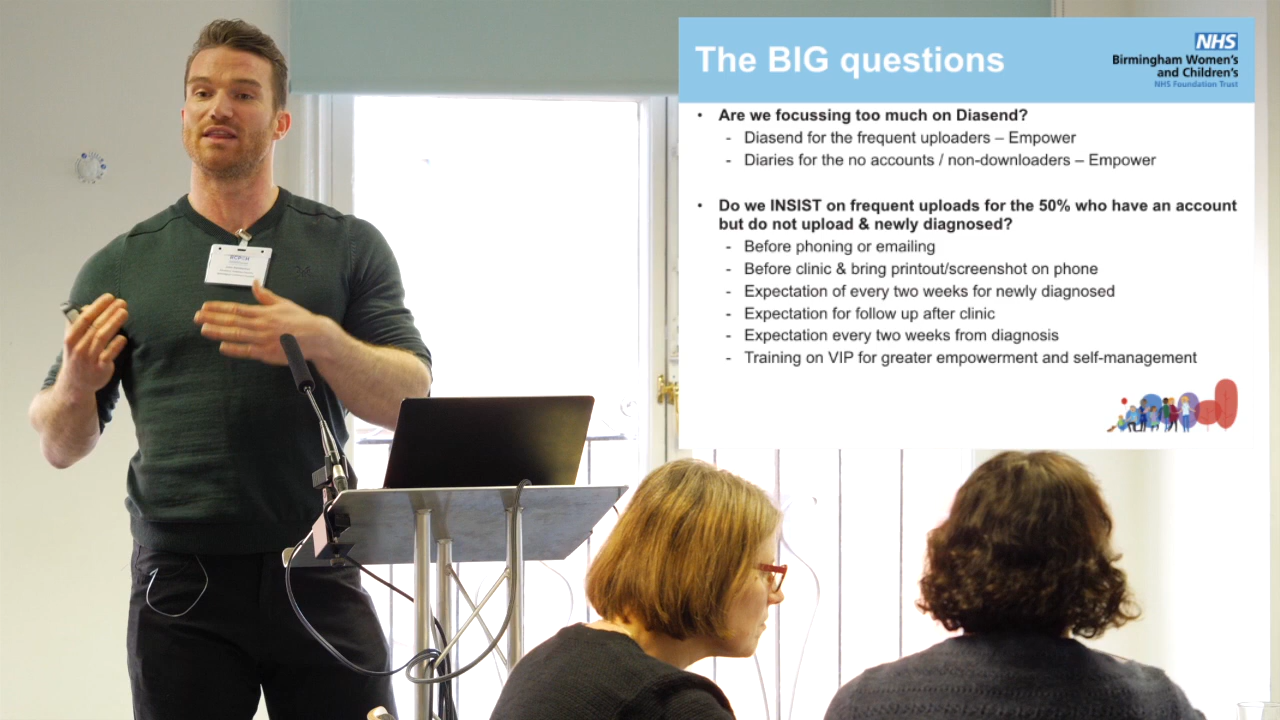 The BIG questions
NHS
Birmingham Women's
and Children's
NHS Foundation Trust
• Are we focussing too much on Diasend?
- Diasend for the frequent uploaders – Empower
- Diaries for the no accounts / non-downloaders – Empower
• Do we INSIST on frequent uploads for the 50% who have an account
but do not upload & newly diagnosed?
- Before phoning or emailing
- Before clinic & bring printout/screenshot on phone
- Expectation of every two weeks for newly diagnosed
- Expectation for follow up after clinic
- Expectation every two weeks from diagnosis
- Training on VIP for greater empowerment and self-management
RCPCH